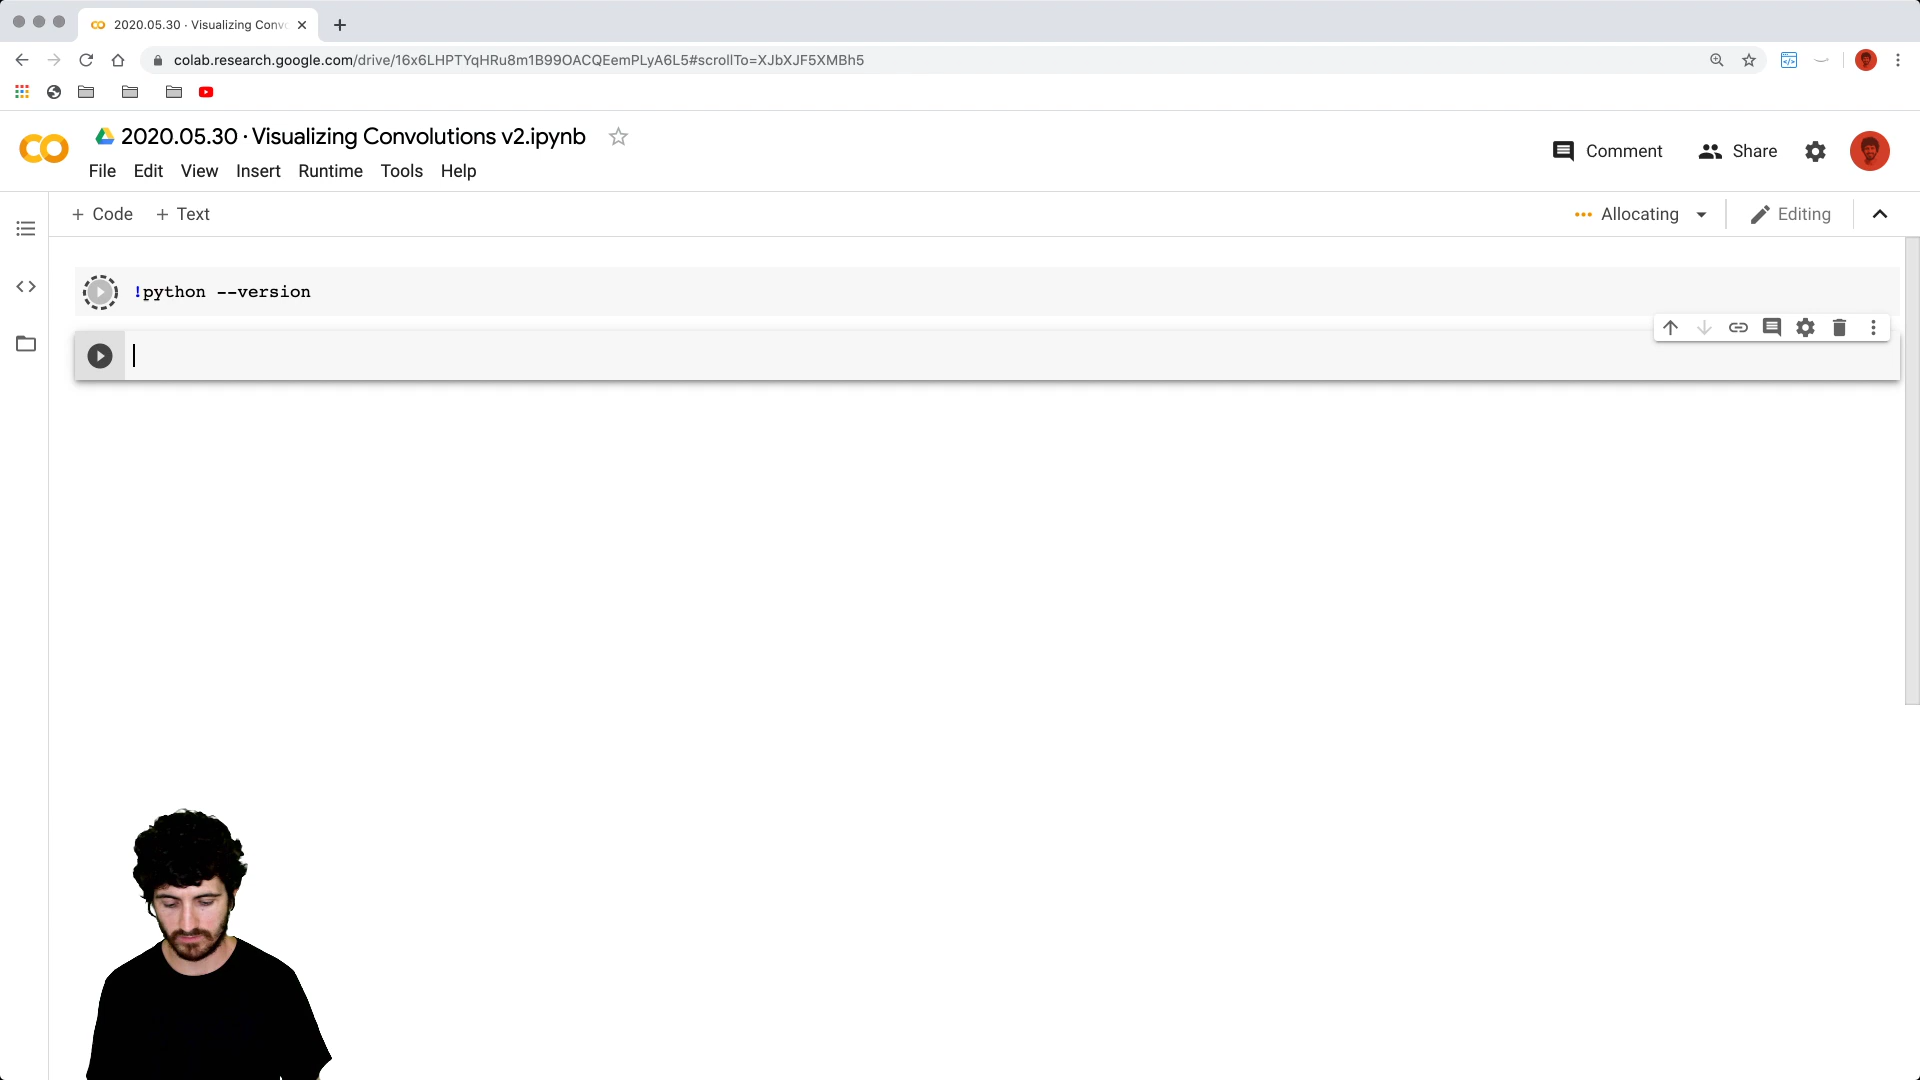 2020.05.30 · Visualizing Conv
colab.research.google.com/drive/16x6LHPTYqHRu8m1B99OACQEemPLyA6L5#scrollTo=XJbXJF5XMBh5
2020.05.30 · Visualizing Convolutions v2.ipynb
Comment
Share
File Edit View Insert Runtime Tools Help
+ Code + Text
Allocating
Editing
!python --version